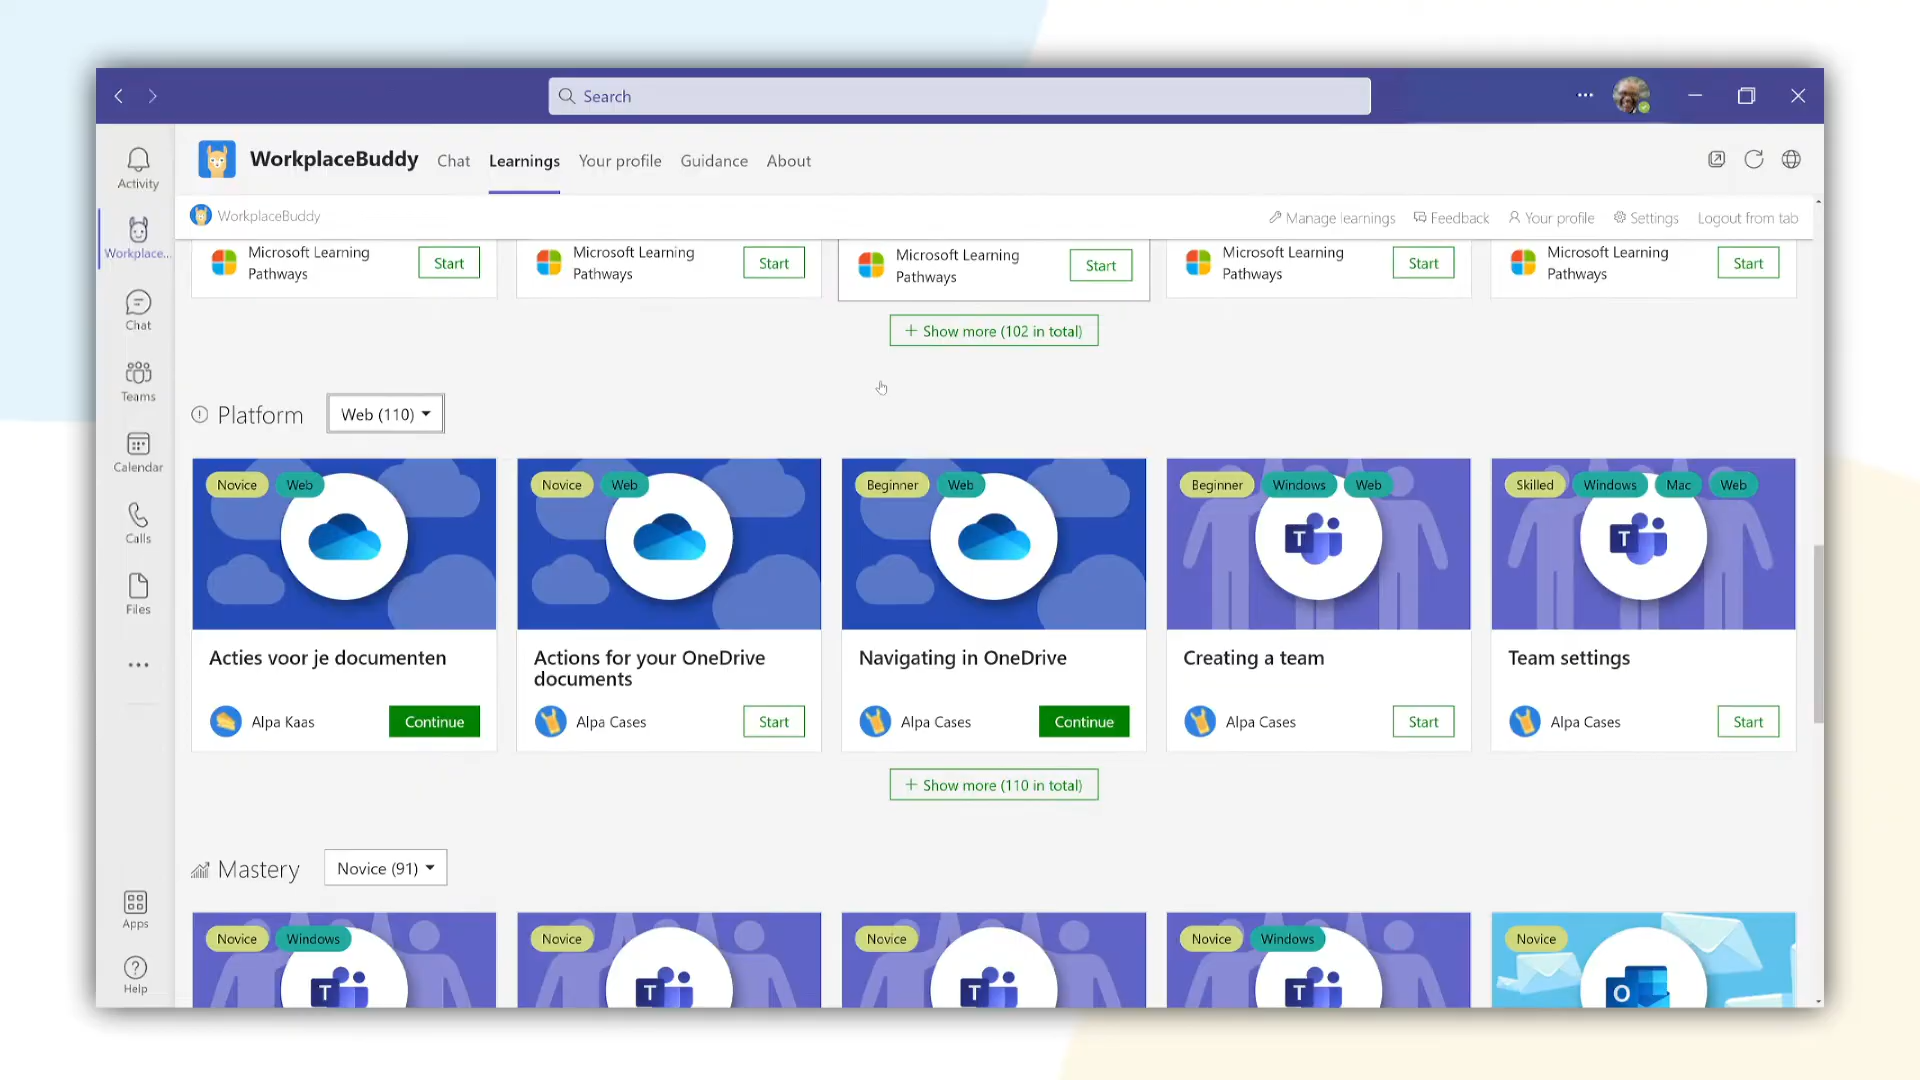 Search
WorkplaceBuddy Chat Learnings Your profile Guidance About
Activity
WorkplaceBuddy Manage learnings Feedback Your profile Settings Logout from tab
Workplace...
Microsoft Learning
Pathways
Start
Microsoft Learning
Pathways
Start
Microsoft Learning
Pathways
Start
Microsoft Learning
Pathways
Start
Microsoft Learning
Pathways
Start
Chat
+ Show more (102 in total)
Teams
Platform Web (110)
Calendar
Calls
Files
Novice Web
Acties voor je documenten
Alpa Kaas Continue
Novice Web
Actions for your OneDrive
documents
Alpa Cases Start
Beginner Web
Navigating in OneDrive
Alpa Cases Continue
Beginner Windows Web
T
Creating a team
Alpa Cases Start
Skilled Windows Mac Web
T
Team settings
Alpa Cases Start
+ Show more (110 in total)
Mastery Novice (91)
Apps
Help
Novice Windows
T
Novice
T
Novice
T
Novice Windows
T
Novice
O